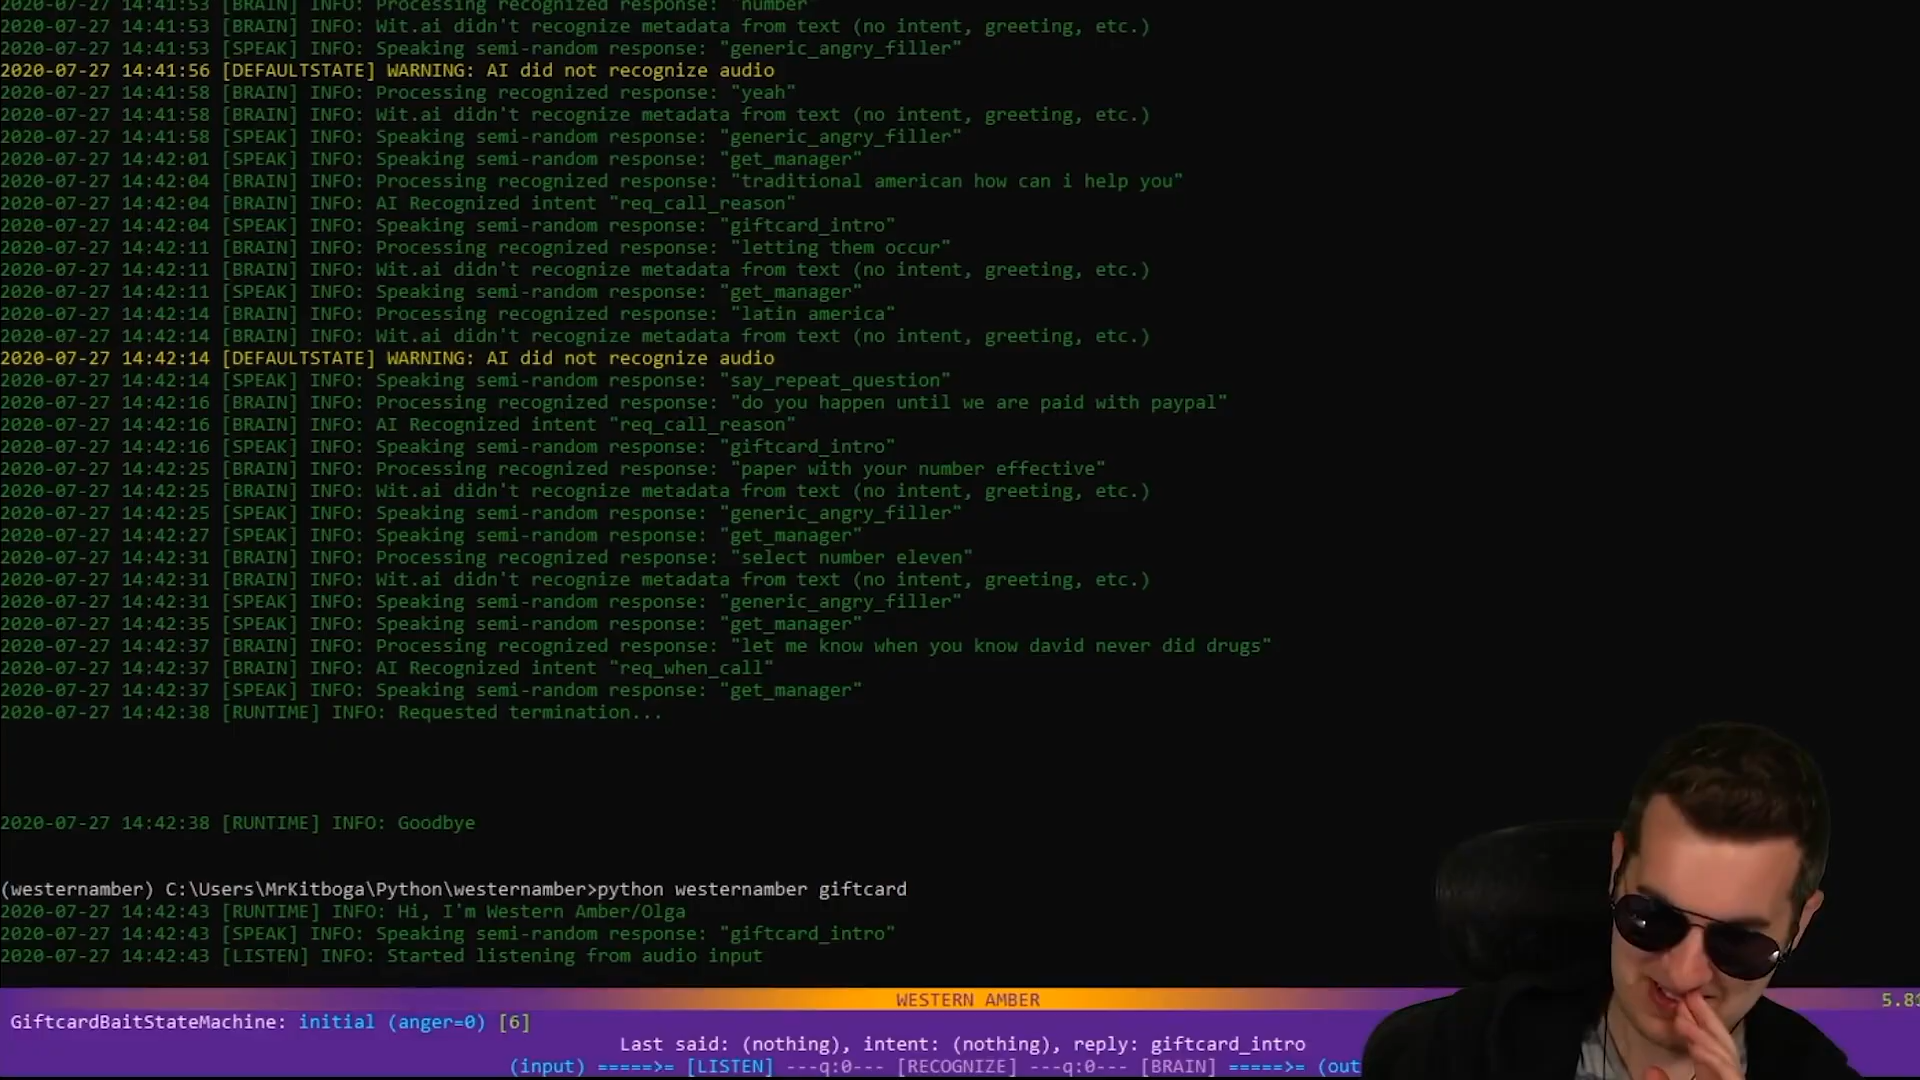 2020-07-27 14:41:53 [BRAIN] INFO: Processing recognized response: "number"
2020-07-27 14:41:53 [BRAIN] INFO: Wit.ai didn't recognize metadata from text (no intent, greeting, etc.)
2020-07-27 14:41:53 [SPEAK] INFO: Speaking semi-random response: "generic_angry_filler"
2020-07-27 14:41:56 [DEFAULTSTATE] WARNING: AI did not recognize audio
2020-07-27 14:41:58 [BRAIN] INFO: Processing recognized response: "yeah"
2020-07-27 14:41:58 [BRAIN] INFO: Wit.ai didn't recognize metadata from text (no intent, greeting, etc.)
2020-07-27 14:41:58 [SPEAK] INFO: Speaking semi-random response: "generic_angry_filler"
2020-07-27 14:42:01 [SPEAK] INFO: Speaking semi-random response: "get_manager"
2020-07-27 14:42:04 [BRAIN] INFO: Processing recognized response: "traditional american how can i help you"
2020-07-27 14:42:04 [BRAIN] INFO: AI Recognized intent "req_call_reason"
2020-07-27 14:42:04 [SPEAK] INFO: Speaking semi-random response: "giftcard_intro"
2020-07-27 14:42:11 [BRAIN] INFO: Processing recognized response: "letting them occur"
2020-07-27 14:42:11 [BRAIN] INFO: Wit.ai didn't recognize metadata from text (no intent, greeting, etc.)
2020-07-27 14:42:11 [SPEAK] INFO: Speaking semi-random response: "get_manager"
2020-07-27 14:42:14 [BRAIN] INFO: Processing recognized response: "latin america"
2020-07-27 14:42:14 [BRAIN] INFO: Wit.ai didn't recognize metadata from text (no intent, greeting, etc.)
2020-07-27 14:42:14 [DEFAULTSTATE] WARNING: AI did not recognize audio
2020-07-27 14:42:14 [SPEAK] INFO: Speaking semi-random response: "say_repeat_question"
2020-07-27 14:42:16 [BRAIN] INFO: Processing recognized response: "do you happen until we are paid with paypal"
2020-07-27 14:42:16 [BRAIN] INFO: AI Recognized intent "req_call_reason"
2020-07-27 14:42:16 [SPEAK] INFO: Speaking semi-random response: "giftcard_intro"
2020-07-27 14:42:25 [BRAIN] INFO: Processing recognized response: "paper with your number effective"
2020-07-27 14:42:25 [BRAIN] INFO: Wit.ai didn't recognize metadata from text (no intent, greeting, etc.)
2020-07-27 14:42:25 [SPEAK] INFO: Speaking semi-random response: "generic_angry_filler"
2020-07-27 14:42:27 [SPEAK] INFO: Speaking semi-random response: "get_manager"
2020-07-27 14:42:31 [BRAIN] INFO: Processing recognized response: "select number eleven"
2020-07-27 14:42:31 [BRAIN] INFO: Wit.ai didn't recognize metadata from text (no intent, greeting, etc.)
2020-07-27 14:42:31 [SPEAK] INFO: Speaking semi-random response: "generic_angry_filler"
2020-07-27 14:42:35 [SPEAK] INFO: Speaking semi-random response: "get_manager"
2020-07-27 14:42:37 [BRAIN] INFO: Processing recognized response: "let me know when you know david never did drugs"
2020-07-27 14:42:37 [BRAIN] INFO: AI Recognized intent "req_when_call"
2020-07-27 14:42:37 [SPEAK] INFO: Speaking semi-random response: "get_manager"
2020-07-27 14:42:38 [RUNTIME] INFO: Requested termination...
2020-07-27 14:42:38 [RUNTIME] INFO: Goodbye
(westernamber) C:\Users\MrKitboga\Python\westernamber>python westernamber giftcard
2020-07-27 14:42:43 [RUNTIME] INFO: Hi, I'm Western Amber/Olga
2020-07-27 14:42:43 [SPEAK] INFO: Speaking semi-random response: "giftcard_intro"
2020-07-27 14:42:43 [LISTEN] INFO: Started listening from audio input
WESTERN AMBER 5.8
GiftcardBaitStateMachine: initial (anger=0) [6]
Last said: (nothing), intent: (nothing), reply: giftcard_intro
(input) =====>= [LISTEN] ---q:0--- [RECOGNIZE] ---q:0--- [BRAIN] =====>= (out